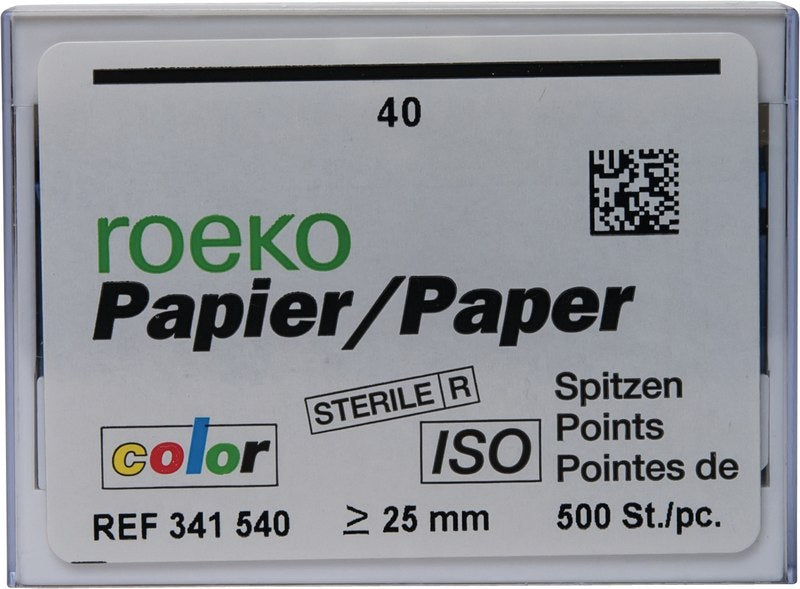 40
roeko
Papier/Paper
STERILE R
color
ISO
Spitzen
Points
Pointes de
REF 341 540
≥ 25 mm
500 St./pc.